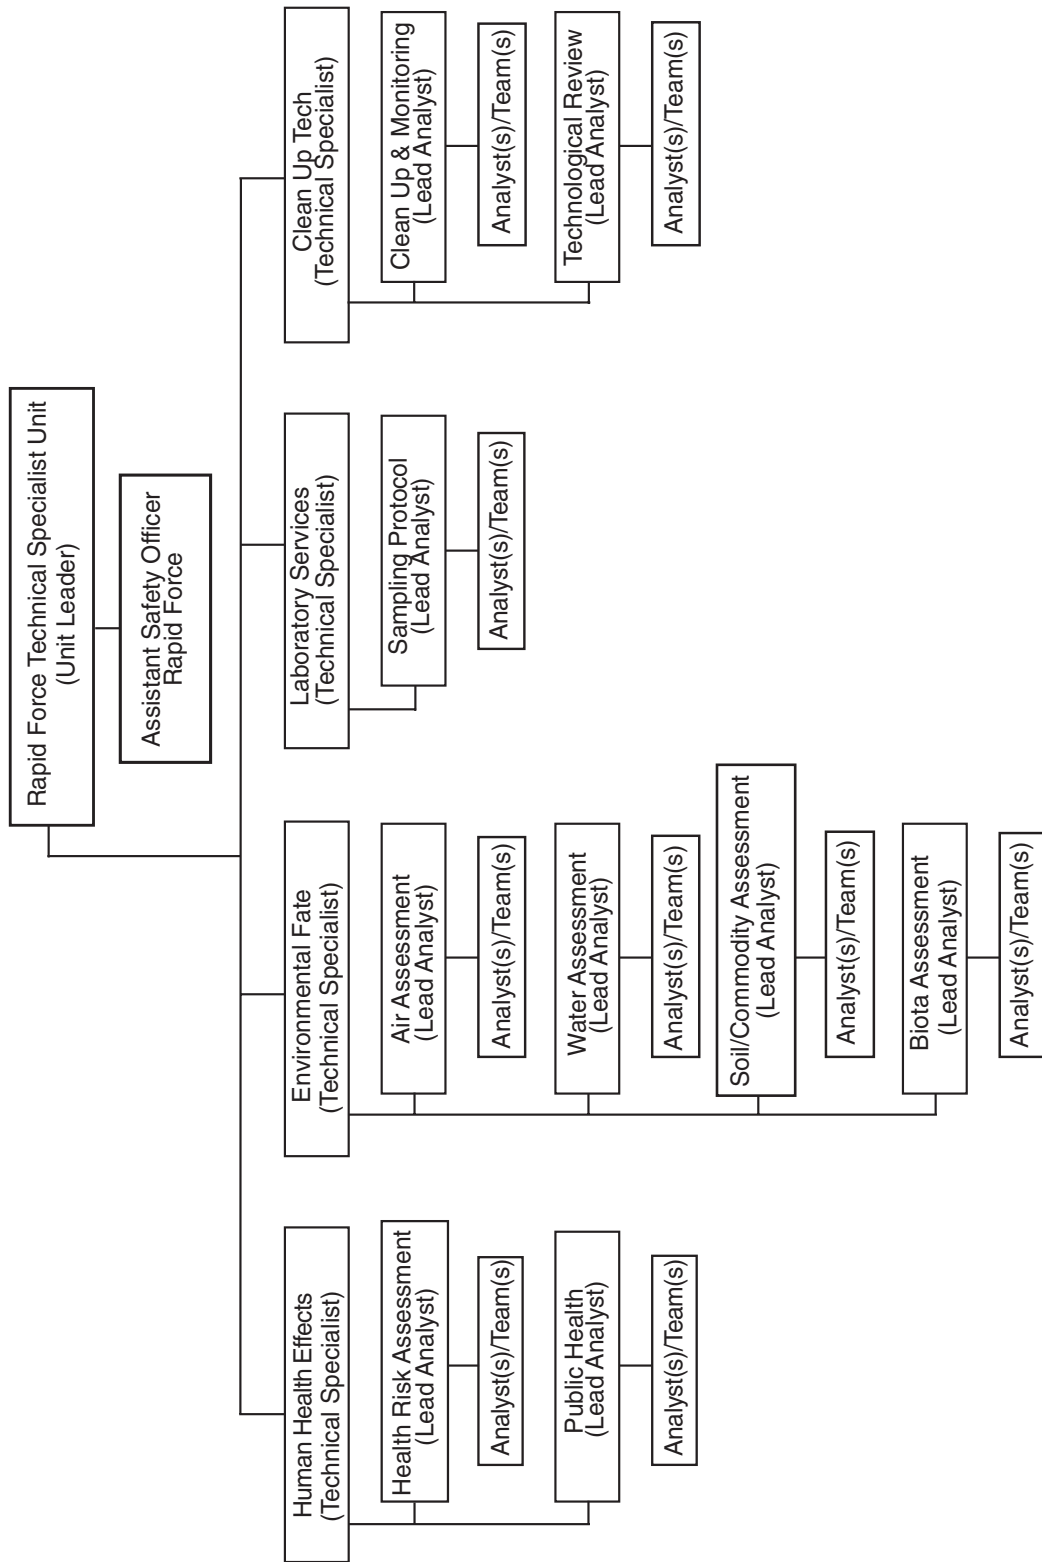 Rapid Force Technical Specialist Unit
(Unit Leader)
Assistant Safety Officer
Rapid Force
Human Health Effects
(Technical Specialist)
Health Risk Assessment
(Lead Analyst)
Analyst(s)/Team(s)
Public Health
(Lead Analyst)
Analyst(s)/Team(s)
Environmental Fate
(Technical Specialist)
Air Assessment
(Lead Analyst)
Analyst(s)/Team(s)
Water Assessment
(Lead Analyst)
Analyst(s)/Team(s)
Soil/Commodity Assessment
(Lead Analyst)
Analyst(s)/Team(s)
Biota Assessment
(Lead Analyst)
Analyst(s)/Team(s)
Laboratory Services
(Technical Specialist)
Sampling Protocol
(Lead Analyst)
Analyst(s)/Team(s)
Clean Up Tech
(Technical Specialist)
Clean Up & Monitoring
(Lead Analyst)
Analyst(s)/Team(s)
Technological Review
(Lead Analyst)
Analyst(s)/Team(s)